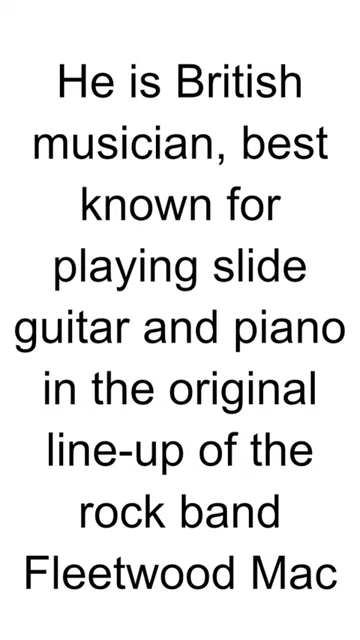 He is British
musician, best
known for
playing slide
guitar and piano
in the original
line-up of the
rock band
Fleetwood Mac